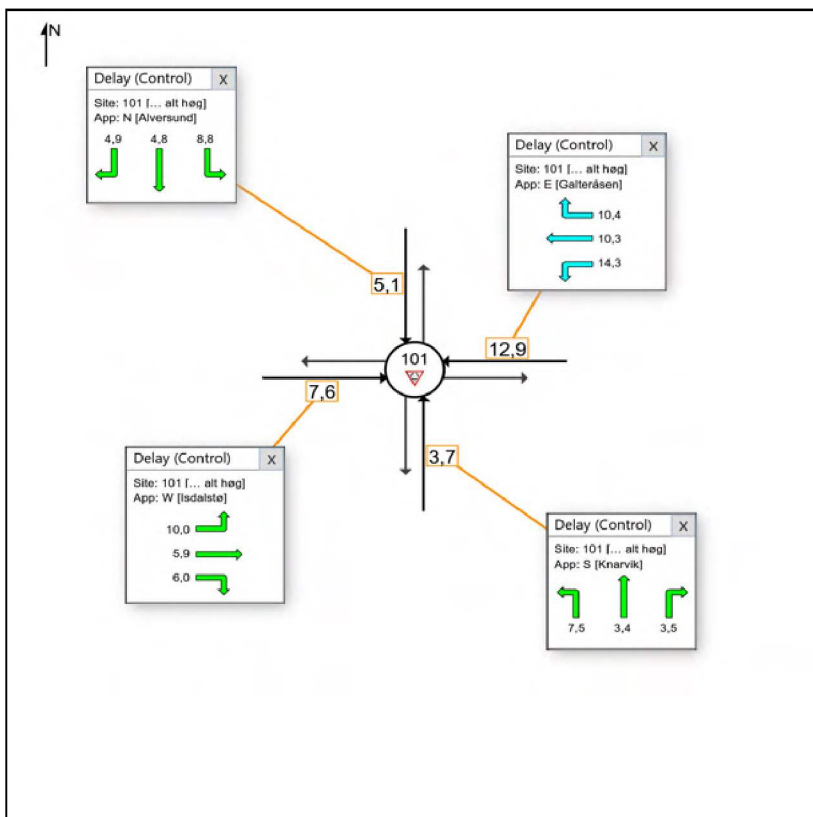 N
Delay (Control) X
Site: 101 [... alt høg]
App: N [Alversund]
4,9 4,8 8,8
Delay (Control) X
Site: 101 [... alt høg]
App: E [Galteråsen]
10,4
10,3
14,3
5,1
12,9
101
7,6
3,7
Delay (Control) X
Site: 101 [... alt høg]
App: W [Isdalstø]
10,0
5,9
6,0
Delay (Control) X
Site: 101 [... alt høg]
App: S [Knarvik]
7,5 3,4 3,5